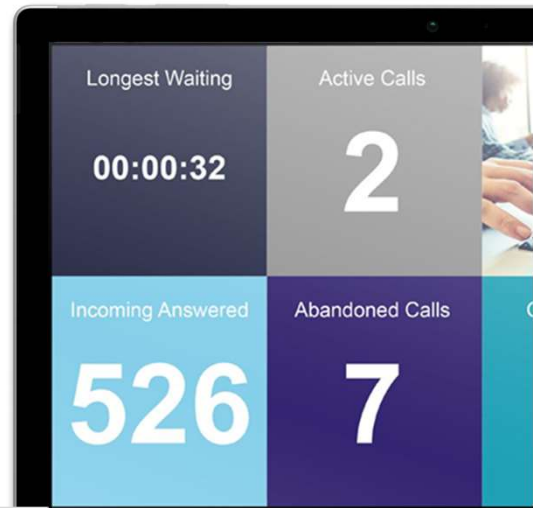 Longest Waiting
00:00:32
Active Calls
2
Incoming Answered
526
Abandoned Calls
7